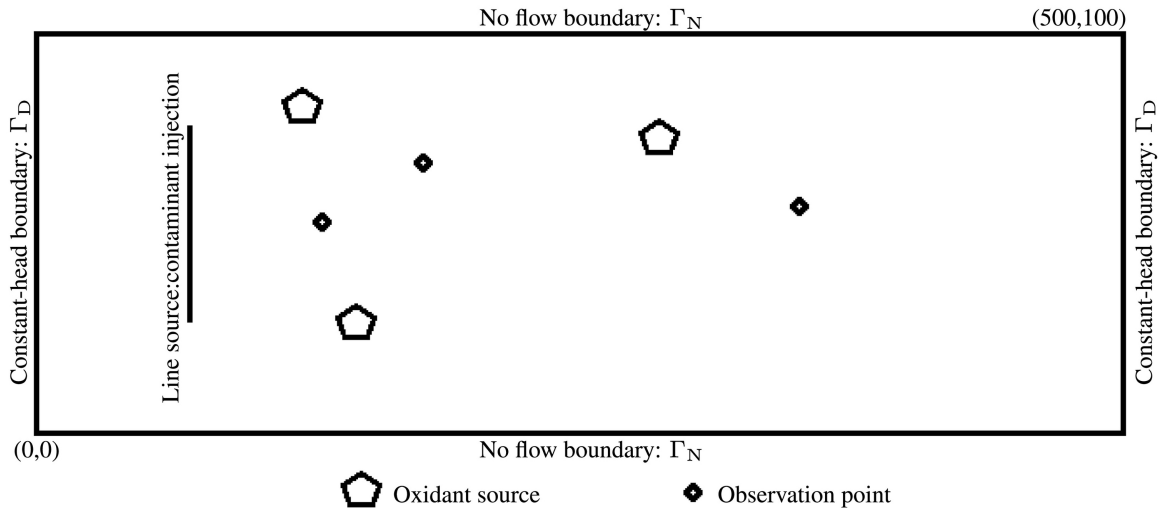 No flow boundary: Γ_N
(500,100)
Constant-head boundary: Γ_D
Line source:contaminant injection
Constant-head boundary: Γ_D
(0,0)
No flow boundary: Γ_N
Oxidant source
Observation point